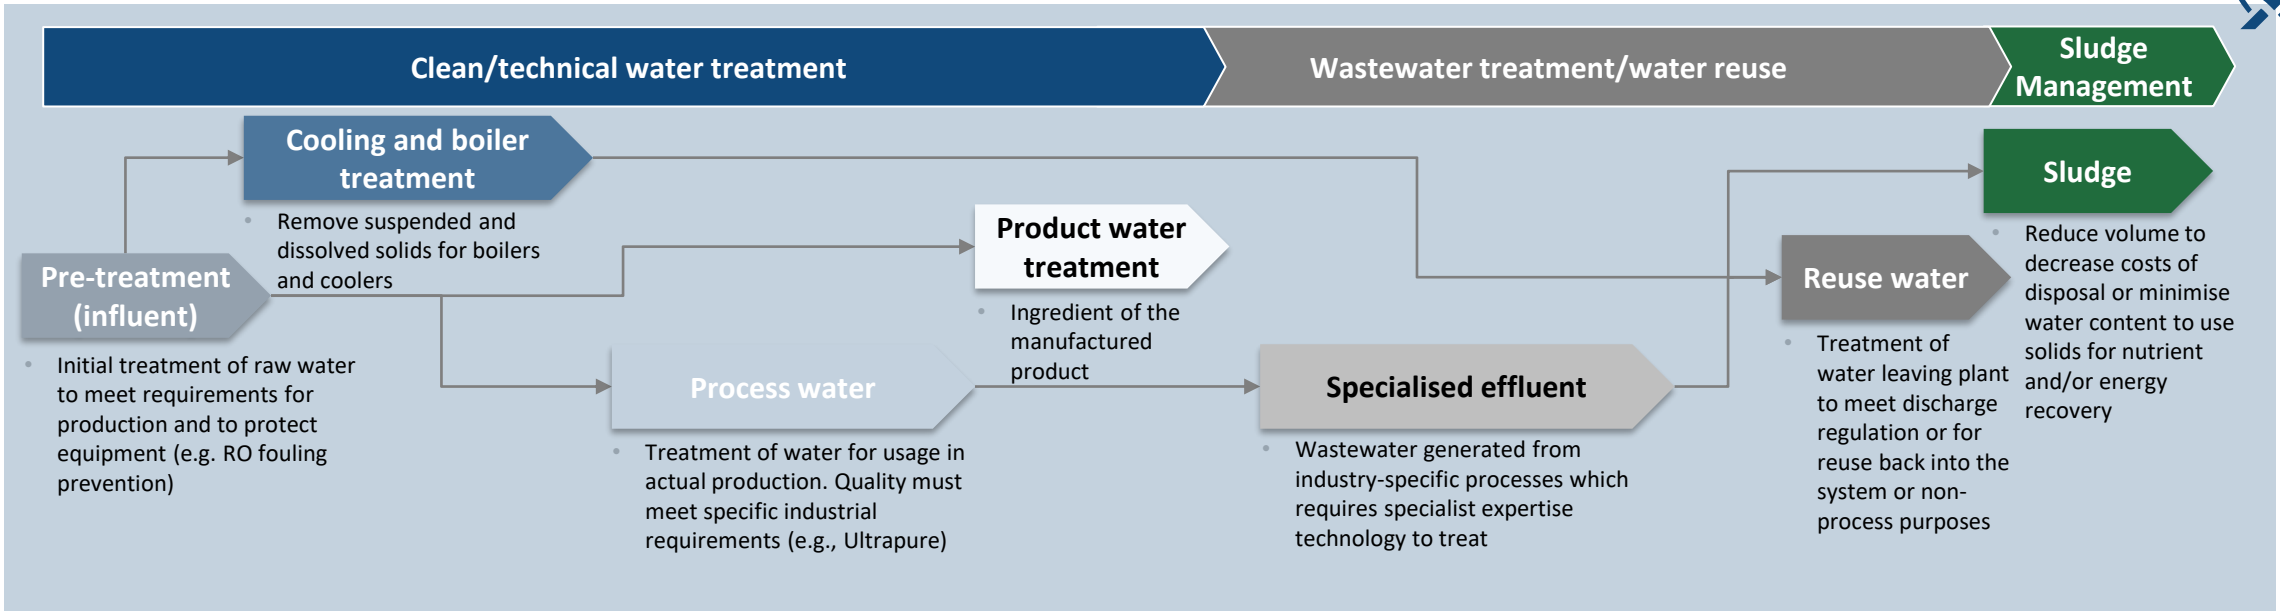 Clean/technical water treatment
Wastewater treatment/water reuse
Sludge
Management
Cooling and boiler
treatment
• Remove suspended and
dissolved solids for boilers
and coolers
Pre-treatment
(influent)
• Initial treatment of raw water
to meet requirements for
production and to protect
equipment (e.g. RO fouling
prevention)
Product water
treatment
• Ingredient of the
manufactured
product
Process water
• Treatment of water for usage in
actual production. Quality must
meet specific industrial
requirements (e.g., Ultrapure)
Specialised effluent
• Wastewater generated from
industry-specific processes which
requires specialist expertise
technology to treat
Reuse water
• Treatment of
water leaving plant
to meet discharge
regulation or for
reuse back into the
system or non-
process purposes
Sludge
• Reduce volume to
decrease costs of
disposal or minimise
water content to use
solids for nutrient
and/or energy
recovery